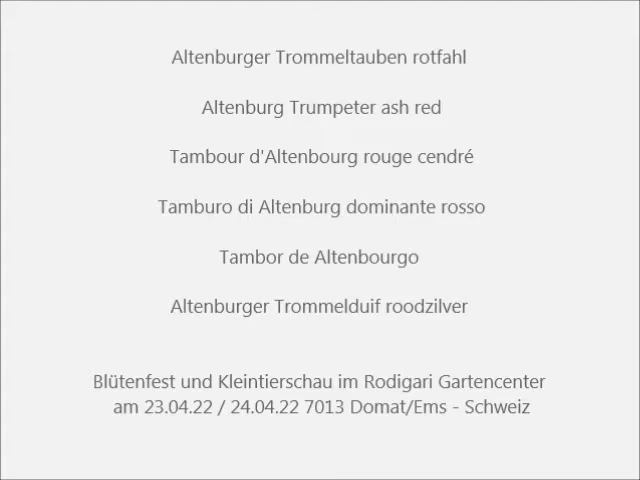 Altenburger Trommeltauben rotfahl
Altenburg Trumpeter ash red
Tambour d'Altenbourg rouge cendré
Tamburo di Altenburg dominante rosso
Tambor de Altenbourgo
Altenburger Trommelduif roodzilver
Blütenfest und Kleintierschau im Rodigari Gartencenter
am 23.04.22 / 24.04.22 7013 Domat/Ems - Schweiz